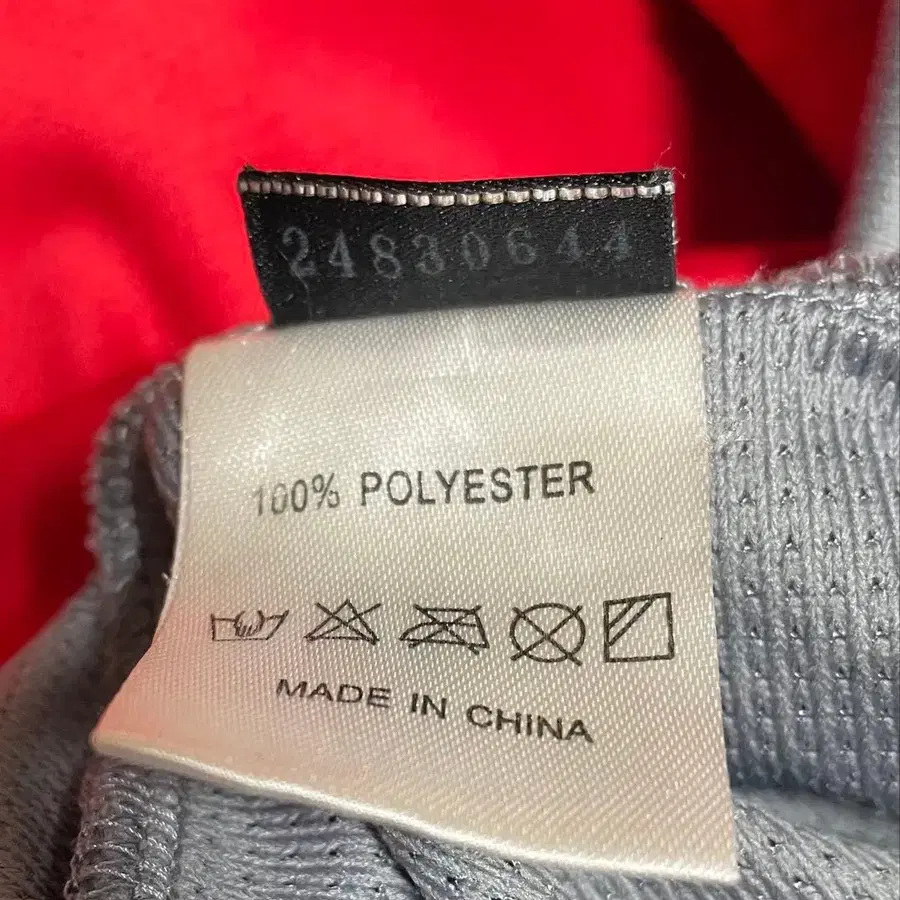 24830644
100% POLYESTER
MADE IN CHINA